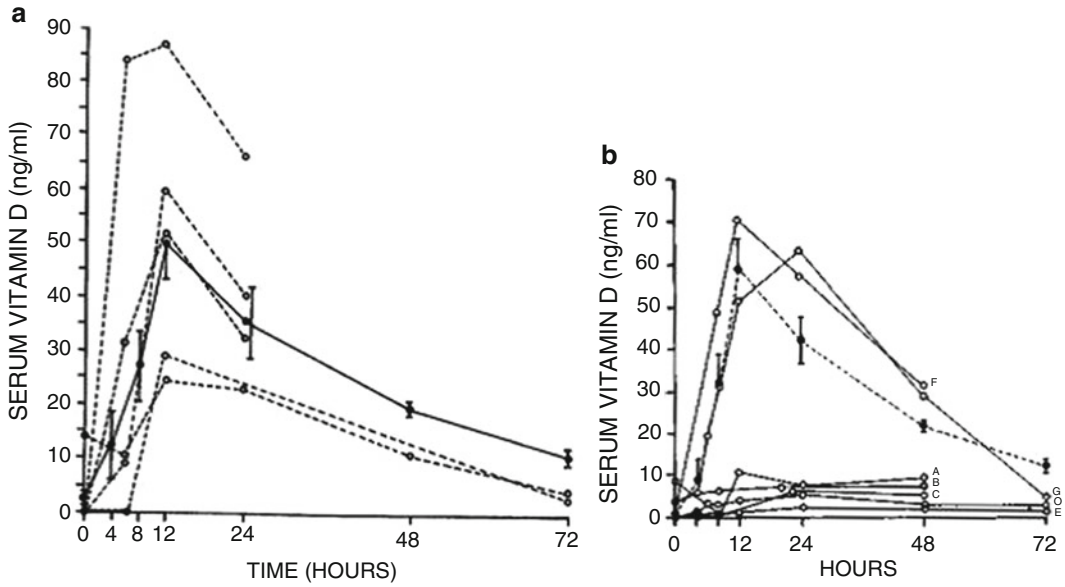 a
SERUM VITAMIN D (ng/ml)
90
80
70
60
50
40
30
20
10
0
0 4 8 12 24 48 72
TIME (HOURS)
b
SERUM VITAMIN D (ng/ml)
80
70
60
50
40
30
20
10
0
F
A
B
C
G
O
E
0 12 24 48 72
HOURS